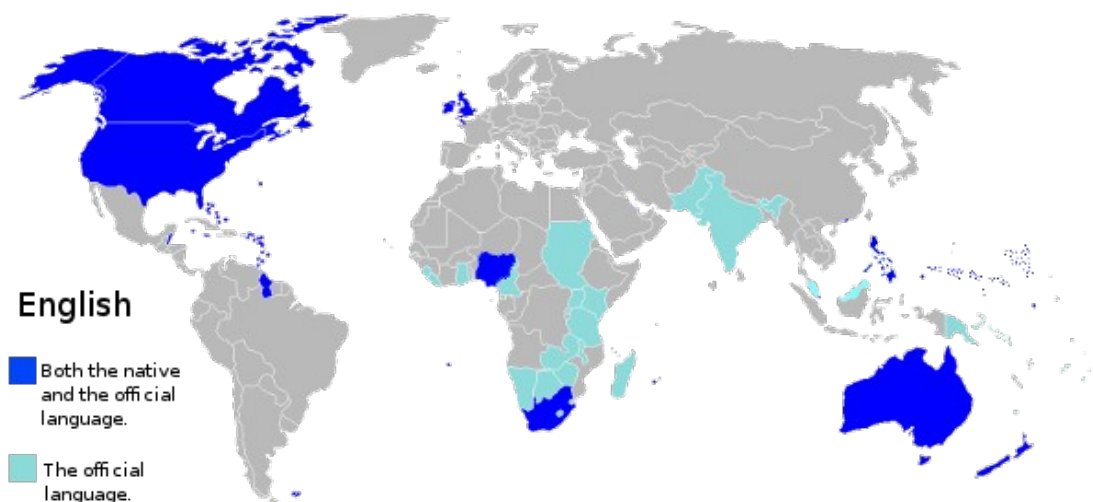 English
Both the native
and the official
language.
The official
language.